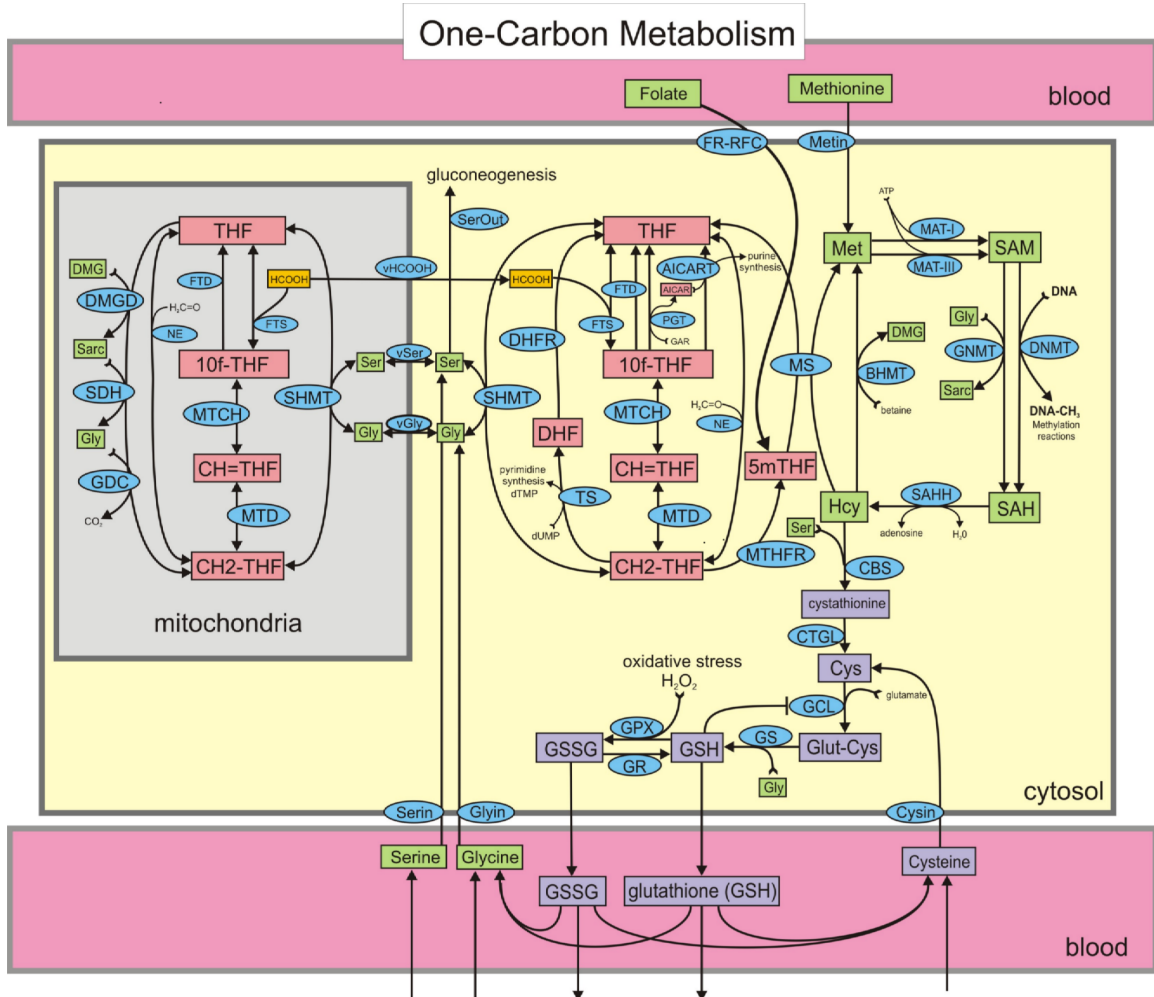 One-Carbon Metabolism
blood
Folate
Methionine
FR-RFC
Metin
gluconeogenesis
SerOut
mitochondria
THF
DMG
DMGD
Sarc
SDH
Gly
GDC
CO₂
H₂C=O
NE
FTD
HCOOH
FTS
10f-THF
MTCH
CH=THF
MTD
CH2-THF
SHMT
Ser
Gly
vHCOOH
vSer
vGly
HCOOH
Ser
Gly
SHMT
THF
DHFR
FTS
FTD
AICART
purine
synthesis
AICAR
PGT
GAR
10f-THF
MTCH
H₂C=O
NE
DHF
CH=THF
pyrimidine
synthesis
dTMP
TS
dUMP
MTD
CH2-THF
5mTHF
MTHFR
MS
ATP
Met
MAT-I
MAT-III
SAM
DMG
BHMT
betaine
Gly
GNMT
Sarc
DNA
DNMT
DNA-CH₃
Methylation
reactions
Hcy
SAHH
adenosine
H₂0
SAH
Ser
CBS
cystathionine
CTGL
Cys
GCL
glutamate
Glut-Cys
GS
Gly
oxidative stress
H₂O₂
GPX
GSSG
GR
GSH
cytosol
Serin
Glyin
Cysin
Serine
Glycine
Cysteine
GSSG
glutathione (GSH)
blood